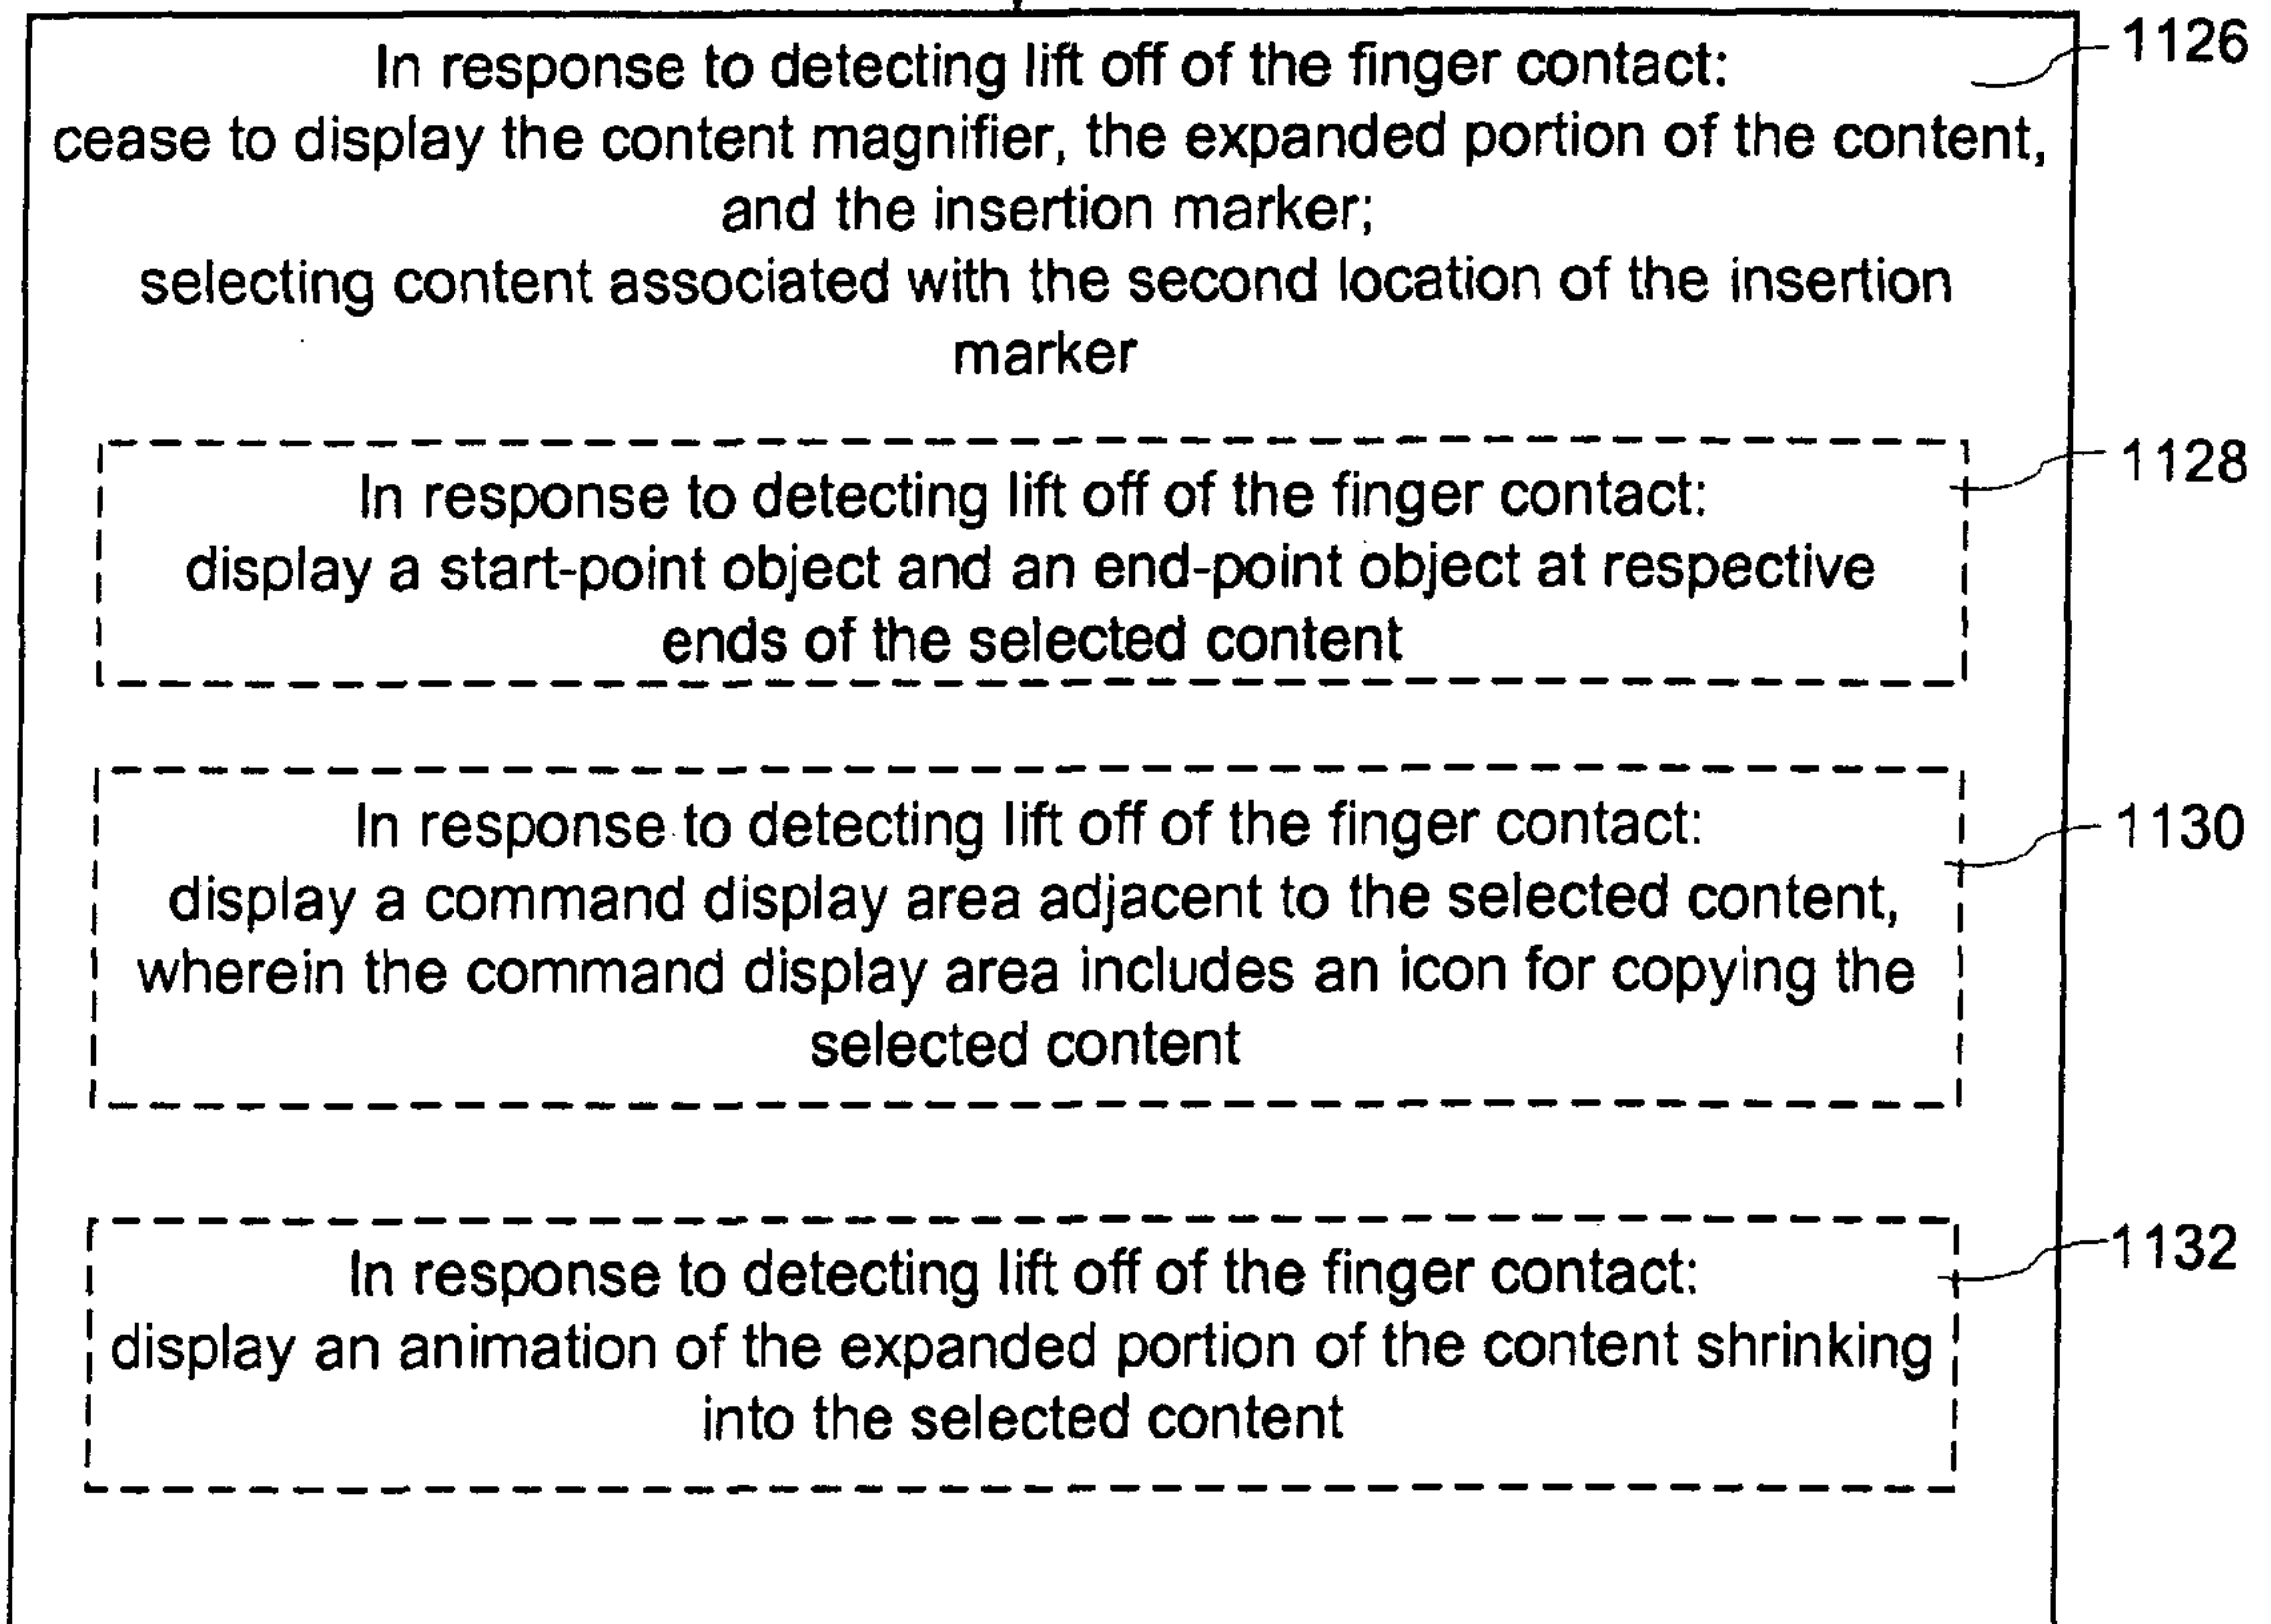 In response to detecting lift off of the finger contact:
1126
cease to display the content magnifier, the expanded portion of the content,
and the insertion marker;
selecting content associated with the second location of the insertion
marker
In response to detecting lift off of the finger contact:
1128
display a start-point object and an end-point object at respective
ends of the selected content
In response to detecting lift off of the finger contact:
1130
display a command display area adjacent to the selected content,
wherein the command display area includes an icon for copying the
selected content
In response to detecting lift off of the finger contact:
1132
display an animation of the expanded portion of the content shrinking
into the selected content